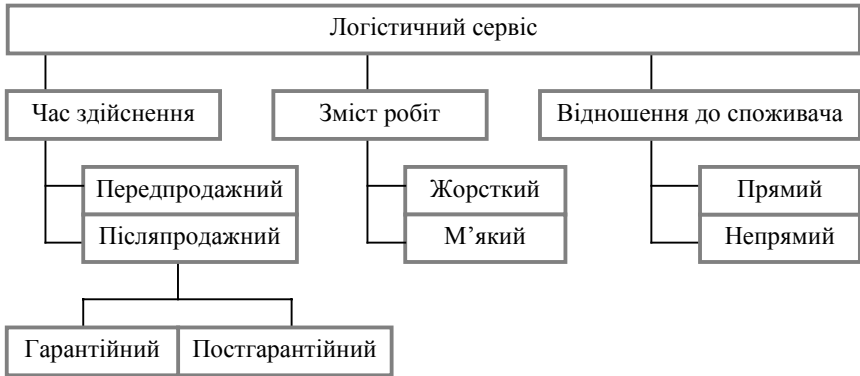 Логістичний сервіс
Час здійснення
Зміст робіт
Відношення до споживача
Передпродажний
Жорсткий
Прямий
Післяпродажний
М’який
Непрямий
Гарантійний
Постгарантійний